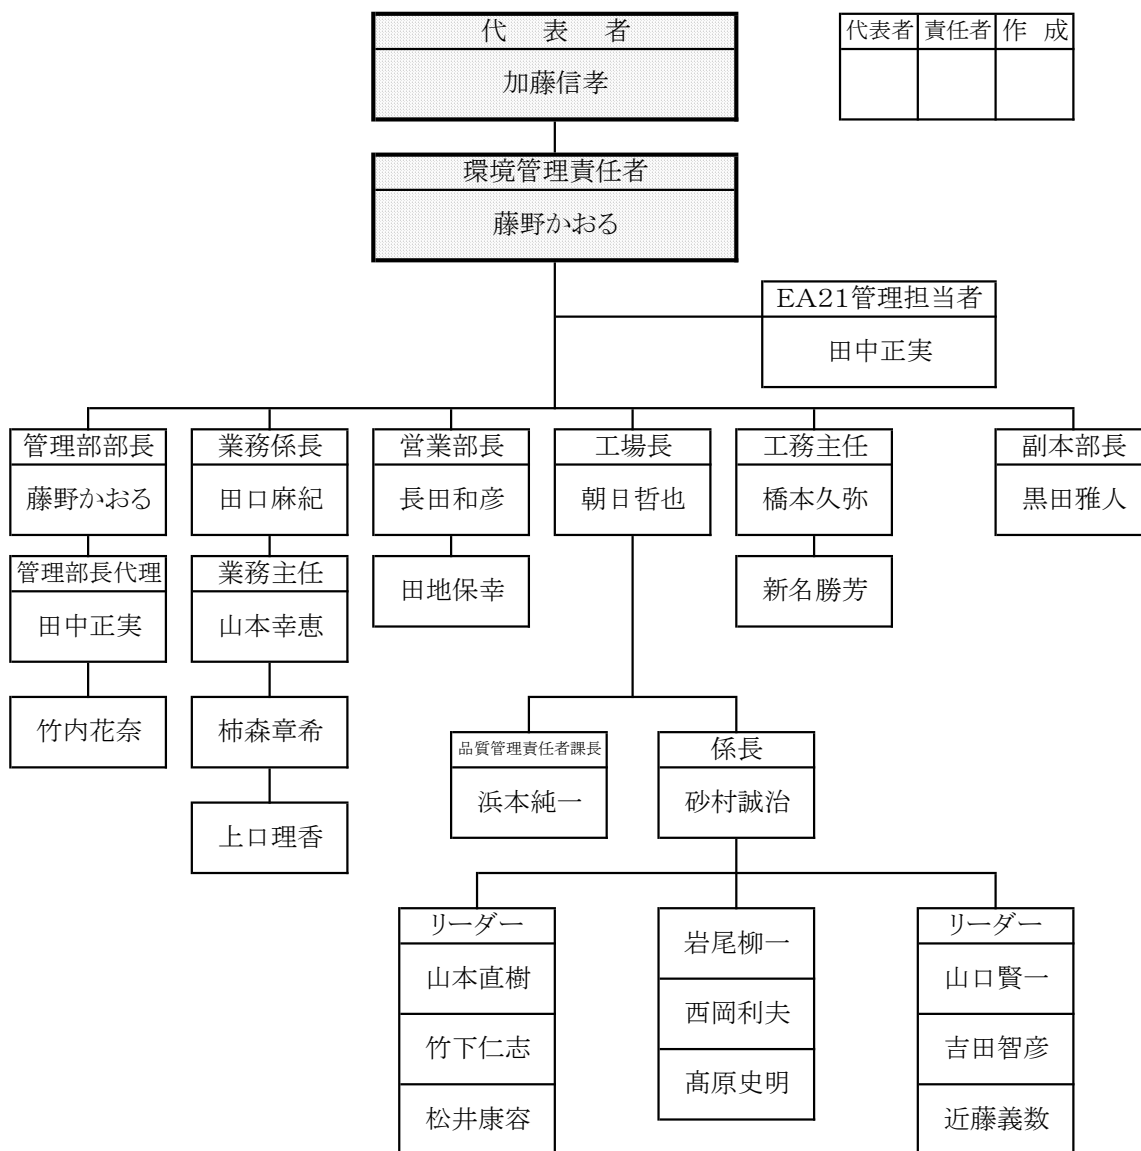 代 表 者
加藤信孝
代表者 責任者 作 成
環境管理責任者
藤野かおる
EA21管理担当者
田中正実
管理部部長 業務係長 営業部長 工場長 工務主任 副本部長
藤野かおる 田口麻紀 長田和彦 朝日哲也 橋本久弥 黒田雅人
管理部長代理 業務主任
田地保幸 新名勝芳
田中正実 山本幸恵
竹内花奈 柿森章希
品質管理責任者課長 係長
浜本純一 砂村誠治
上口理香
リーダー リーダー
岩尾柳一
山本直樹 山口賢一
西岡利夫
竹下仁志 吉田智彦
髙原史明
松井康容 近藤義数